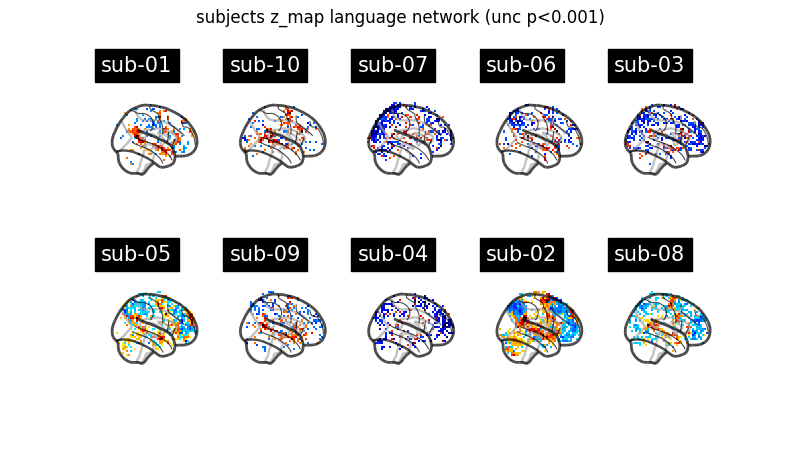 subjects z_map language network (unc p<0.001)
sub-01 sub-10 sub-07 sub-06 sub-03
sub-05 sub-09 sub-04 sub-02 sub-08